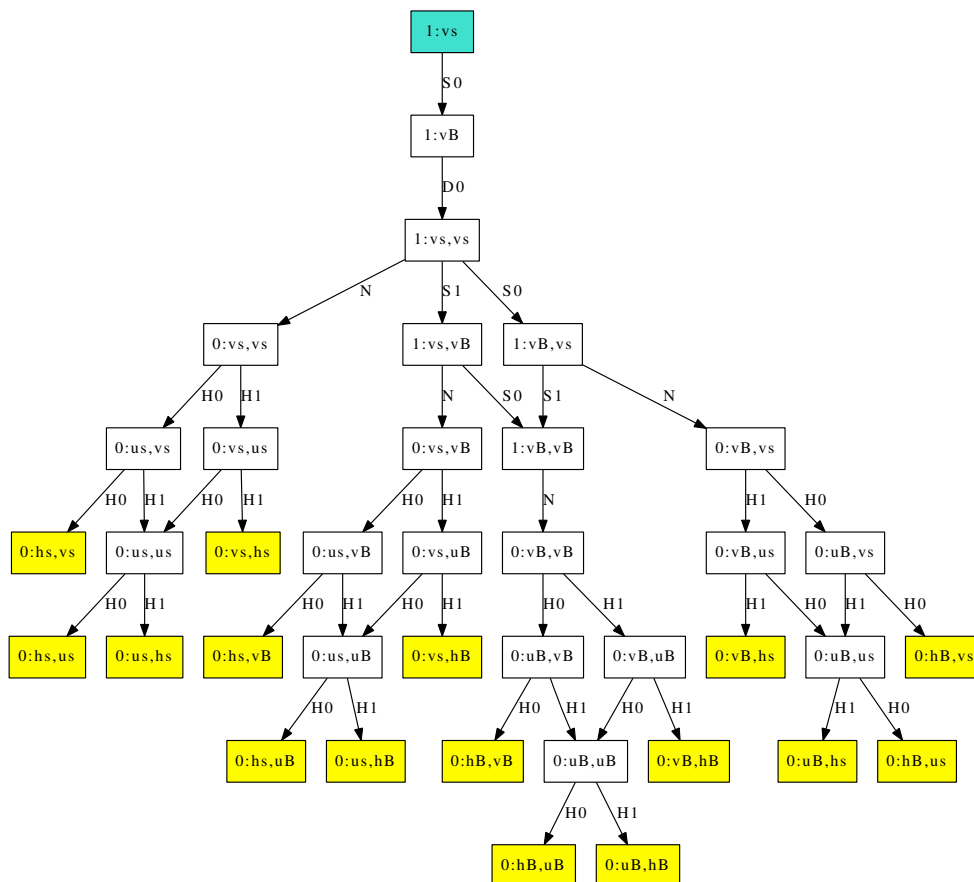 1:vs
S0
1:vB
D0
1:vs,vs
N S1 S0
0:vs,vs 1:vs,vB 1:vB,vs
H0 H1 N S0 S1 N
0:us,vs 0:vs,us 0:vs,vB 1:vB,vB 0:vB,vs
H0 H1 H0 H1 H0 H1 N H1 H0
0:hs,vs 0:us,us 0:vs,hs 0:us,vB 0:vs,uB 0:vB,vB 0:vB,us 0:uB,vs
H0 H1 H0 H1 H0 H1 H0 H1 H1 H0 H1 H0
0:hs,us 0:us,hs 0:hs,vB 0:us,uB 0:vs,hB 0:uB,vB 0:vB,uB 0:vB,hs 0:uB,us 0:hB,vs
H0 H1 H0 H1 H0 H1 H1 H0
0:hs,uB 0:us,hB 0:hB,vB 0:uB,uB 0:vB,hB 0:uB,hs 0:hB,us
H0 H1
0:hB,uB 0:uB,hB